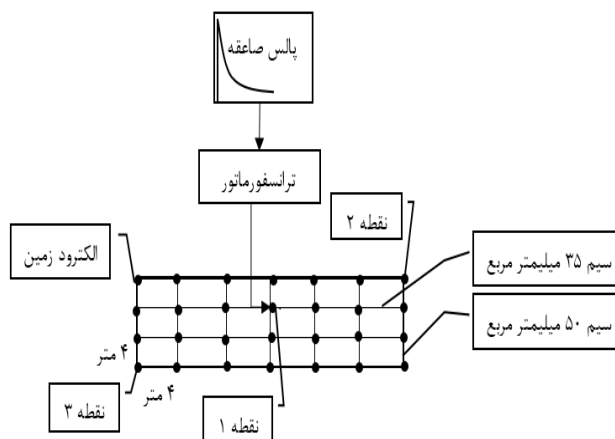 پالس صاعقه
ترانسفورماتور
نقطه ۲
الکترود زمین
سیم ۳۵ میلیمتر مربع
سیم ۵۰ میلیمتر مربع
۴ متر
۴ متر
نقطه ۳
نقطه ۱